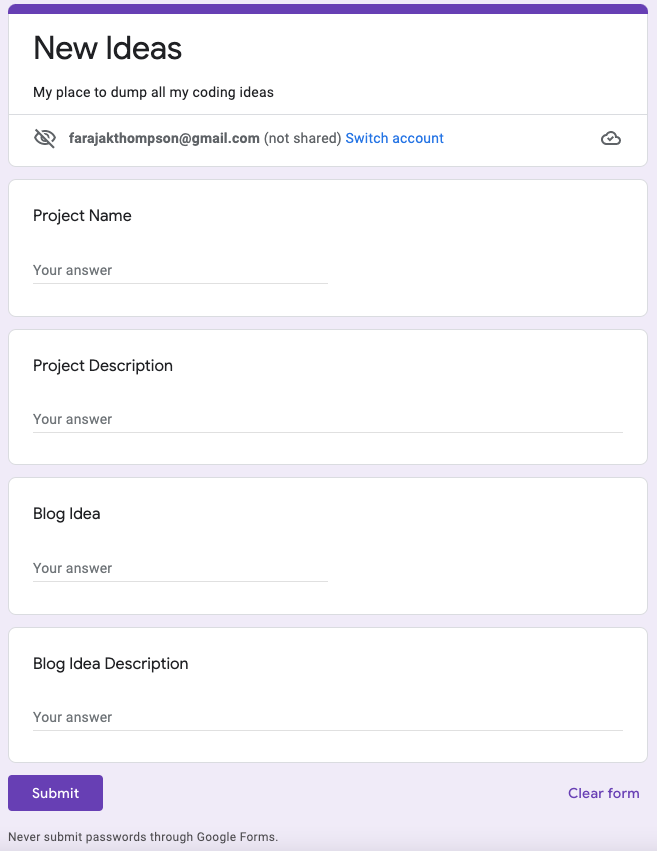 New Ideas
My place to dump all my coding ideas
farajakthompson@gmail.com (not shared) Switch account
Project Name
Your answer
Project Description
Your answer
Blog Idea
Your answer
Blog Idea Description
Your answer
Submit
Clear form
Never submit passwords through Google Forms.